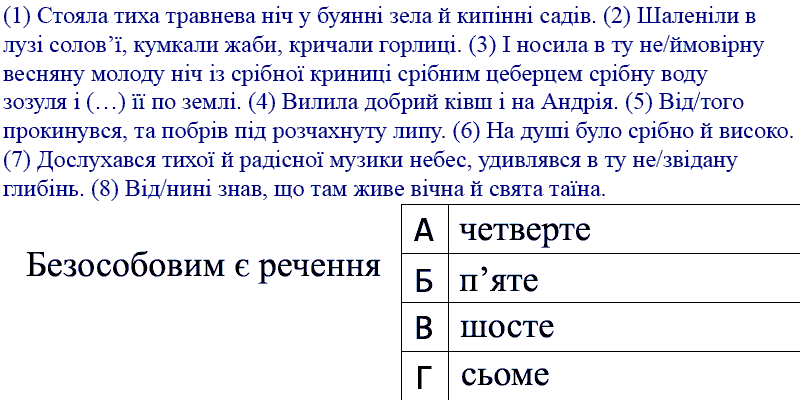 (1) Стояла тиха травнева ніч у буянні зела й кипінні садів. (2) Шаленіли в
лузі солов’ї, кумкали жаби, кричали горлиці. (3) І носила в ту не/ймовірну
весняну молоду ніч із срібної криниці срібним цеберцем срібну воду
зозуля і (…) її по землі. (4) Вилила добрий ківш і на Андрія. (5) Від/того
прокинувся, та побрів під розчахнуту липу. (6) На душі було срібно й високо.
(7) Дослухався тихої й радісної музики небес, удивлявся в ту не/звідану
глибінь. (8) Від/нині знав, що там живе вічна й свята таїна.
Безособовим є речення
А четверте
Б п’яте
В шосте
Г сьоме